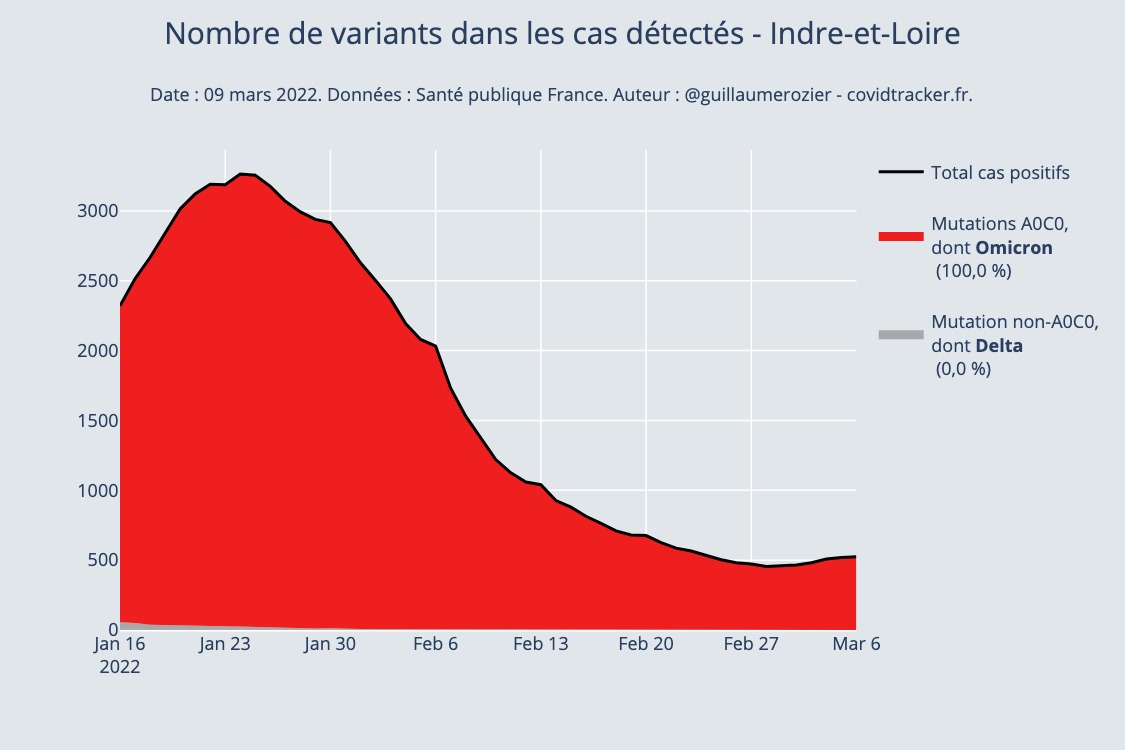 Nombre de variants dans les cas détectés - Indre-et-Loire
Date : 09 mars 2022. Données : Santé publique France. Auteur : @guillaumerozier - covidtracker.fr.
Total cas positifs
Mutations A0C0,
dont Omicron
(100,0 %)
Mutation non-A0C0,
dont Delta
(0,0 %)
3000
2500
2000
1500
1000
500
0
Jan 16 Jan 23 Jan 30 Feb 6 Feb 13 Feb 20 Feb 27 Mar 6
2022